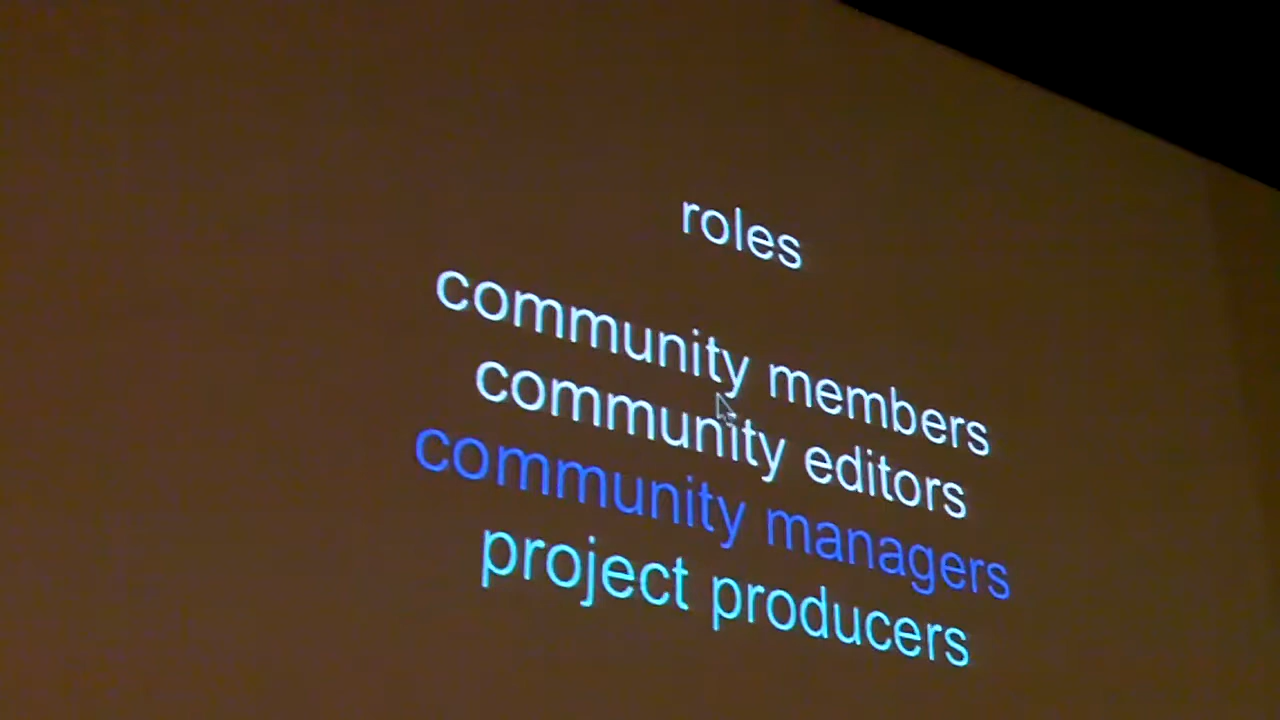 roles
community members
community editors
community managers
project producers